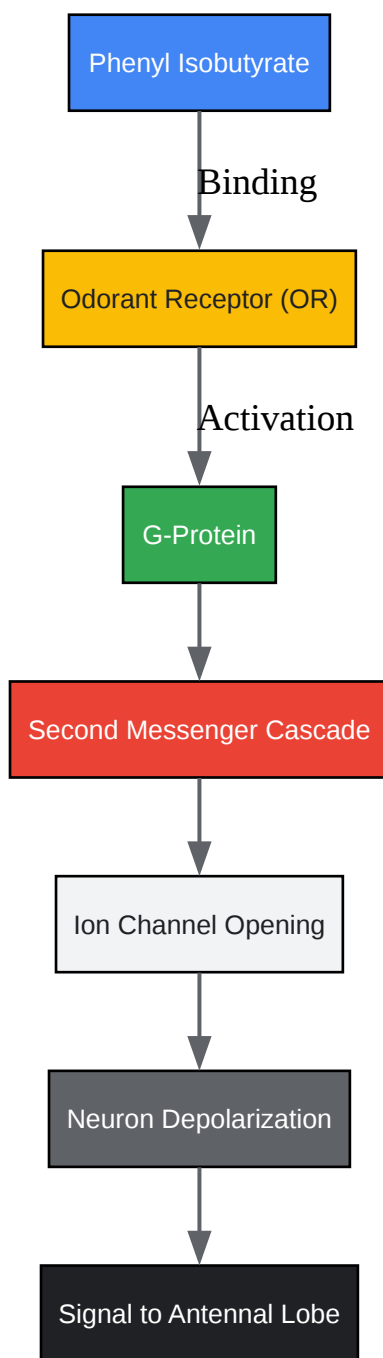 Phenyl Isobutyrate
Binding
Odorant Receptor (OR)
Activation
G-Protein
Second Messenger Cascade
Ion Channel Opening
Neuron Depolarization
Signal to Antennal Lobe